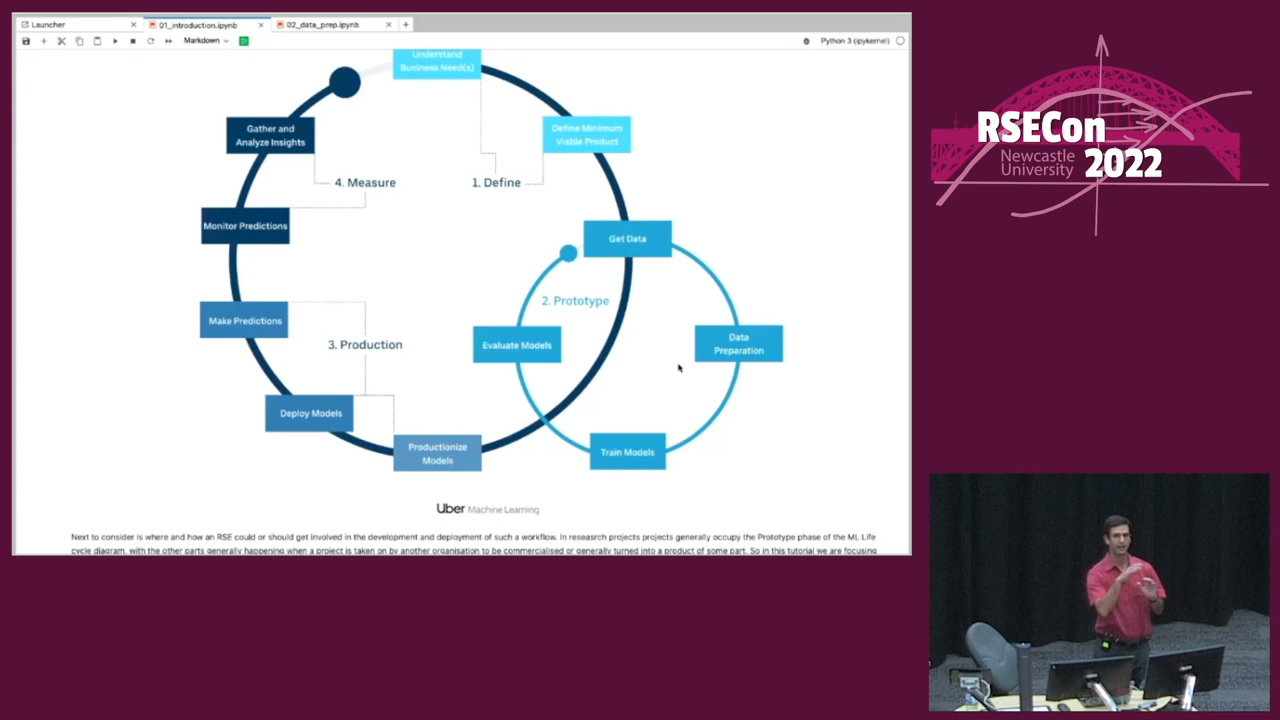 Launcher
01_introduction.ipynb
02_data_prep.ipynb
Markdown
Python 3 (ipykernel)
Understand
Business Need(s)
Gather and
Analyze Insights
Define Minimum
Viable Product
4. Measure
1. Define
Monitor Predictions
Get Data
2. Prototype
Make Predictions
3. Production
Evaluate Models
Data
Preparation
Deploy Models
Productionize
Models
Train Models
Uber Machine Learning
Next to consider is where and how an RSE could or should get involved in the development and deployment of such a workflow. In research projects projects generally occupy the Prototype phase of the ML Life
cycle diagram, with the other parts generally happening when a project is taken on by another organisation to be commercialised or generally turned into a product of some part. So in this tutorial we are focusing
RSECon
Newcastle
University
2022